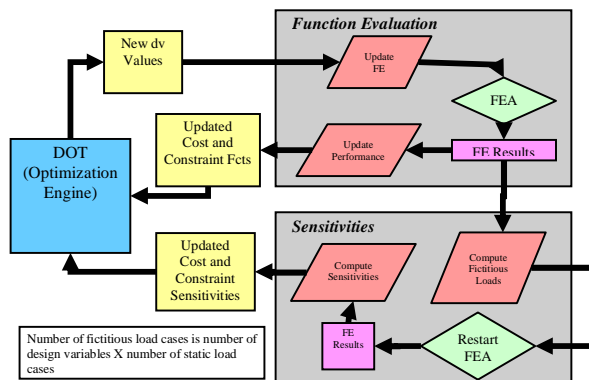 Function Evaluation
New dv
Values
Update
FE
FEA
Updated
Cost and
Constraint Fcts
Update
Performance
FE Results
DOT
(Optimization
Engine)
Sensitivities
Updated
Cost and
Constraint
Sensitivities
Compute
Sensitivities
Compute
Fictitious
Loads
FE
Results
Restart
FEA
Number of fictitious load cases is number of
design variables X number of static load
cases